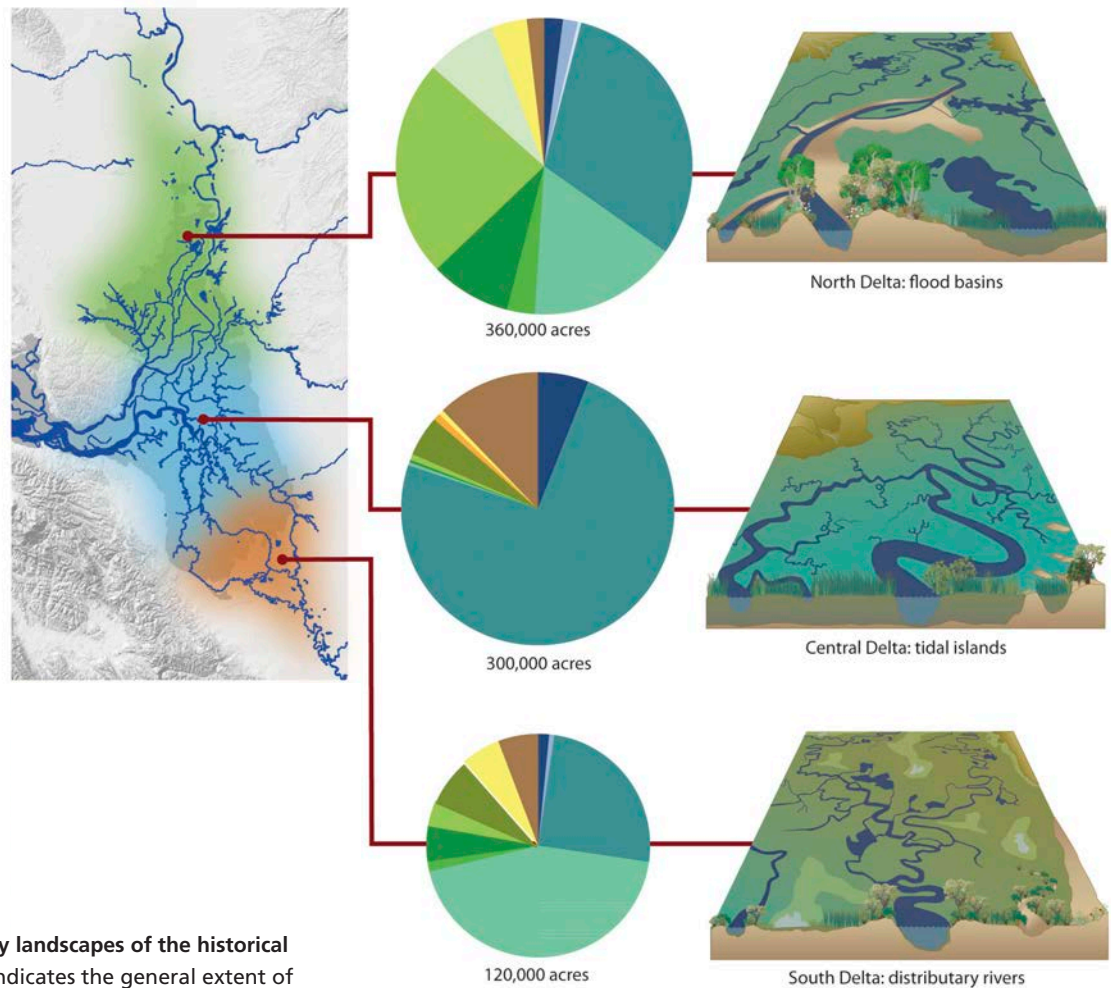 360,000 acres
North Delta: flood basins
300,000 acres
Central Delta: tidal islands
120,000 acres
South Delta: distributary rivers
y landscapes of the historical
ndicates the general extent of